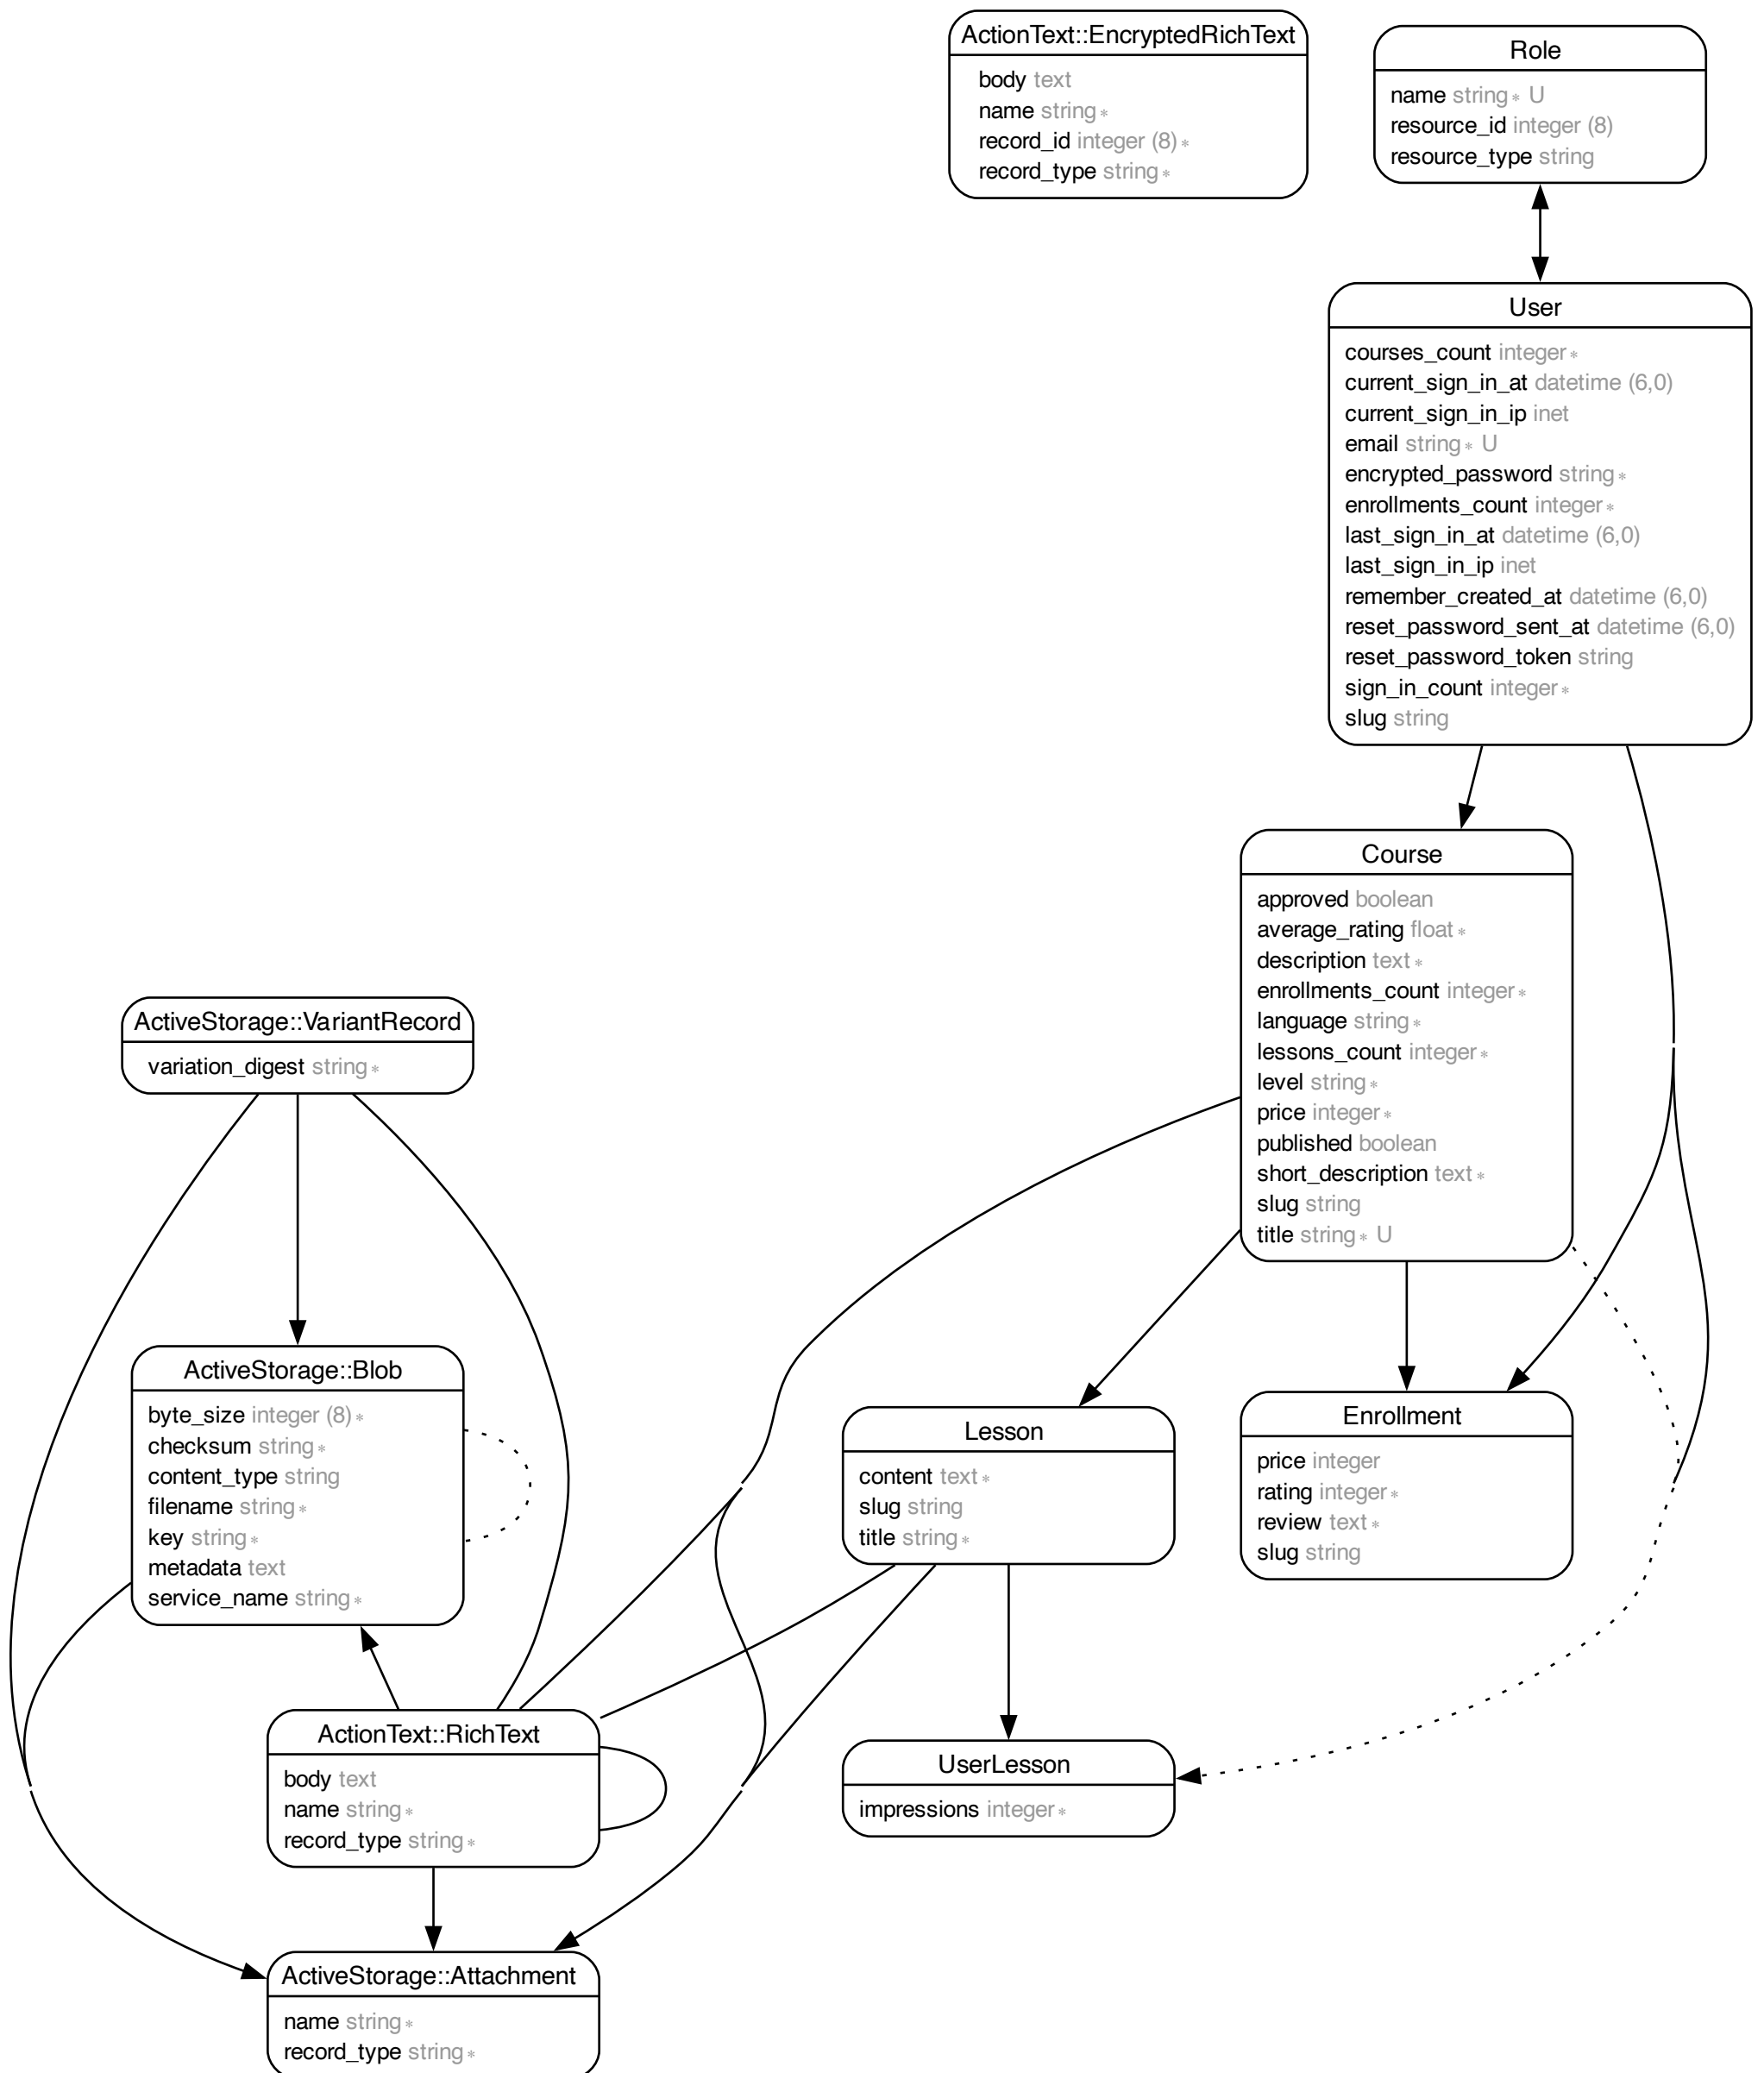 ActionText::EncryptedRichText
body text
name string *
record_id integer (8) *
record_type string *
Role
name string * U
resource_id integer (8)
resource_type string
User
courses_count integer *
current_sign_in_at datetime (6,0)
current_sign_in_ip inet
email string * U
encrypted_password string *
enrollments_count integer *
last_sign_in_at datetime (6,0)
last_sign_in_ip inet
remember_created_at datetime (6,0)
reset_password_sent_at datetime (6,0)
reset_password_token string
sign_in_count integer *
slug string
Course
approved boolean
average_rating float *
description text *
enrollments_count integer *
language string *
lessons_count integer *
level string *
price integer *
published boolean
short_description text *
slug string
title string * U
ActiveStorage::VariantRecord
variation_digest string *
ActiveStorage::Blob
byte_size integer (8) *
checksum string *
content_type string
filename string *
key string *
metadata text
service_name string *
Lesson
content text *
slug string
title string *
Enrollment
price integer
rating integer *
review text *
slug string
ActionText::RichText
body text
name string *
record_type string *
UserLesson
impressions integer *
ActiveStorage::Attachment
name string *
record_type string *